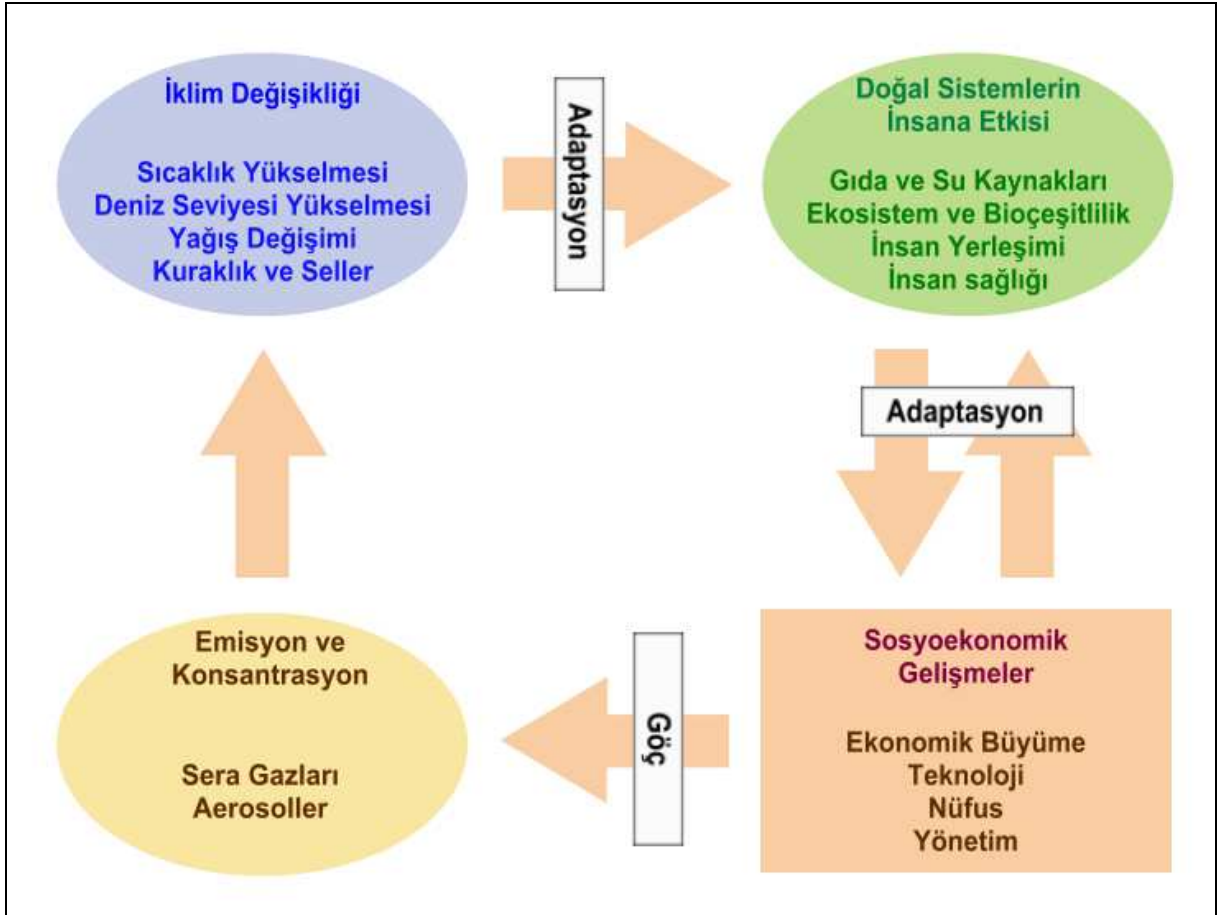 İklim Değişikliği
Sıcaklık Yükselmesi
Deniz Seviyesi Yükselmesi
Yağış Değişimi
Kuraklık ve Seller
Adaptasyon
Doğal Sistemlerin
İnsana Etkisi
Gıda ve Su Kaynakları
Ekosistem ve Bioçeşitlilik
İnsan Yerleşimi
İnsan sağlığı
Adaptasyon
Emisyon ve
Konsantrasyon
Sera Gazları
Aerosoller
Göç
Sosyoekonomik
Gelişmeler
Ekonomik Büyüme
Teknoloji
Nüfus
Yönetim